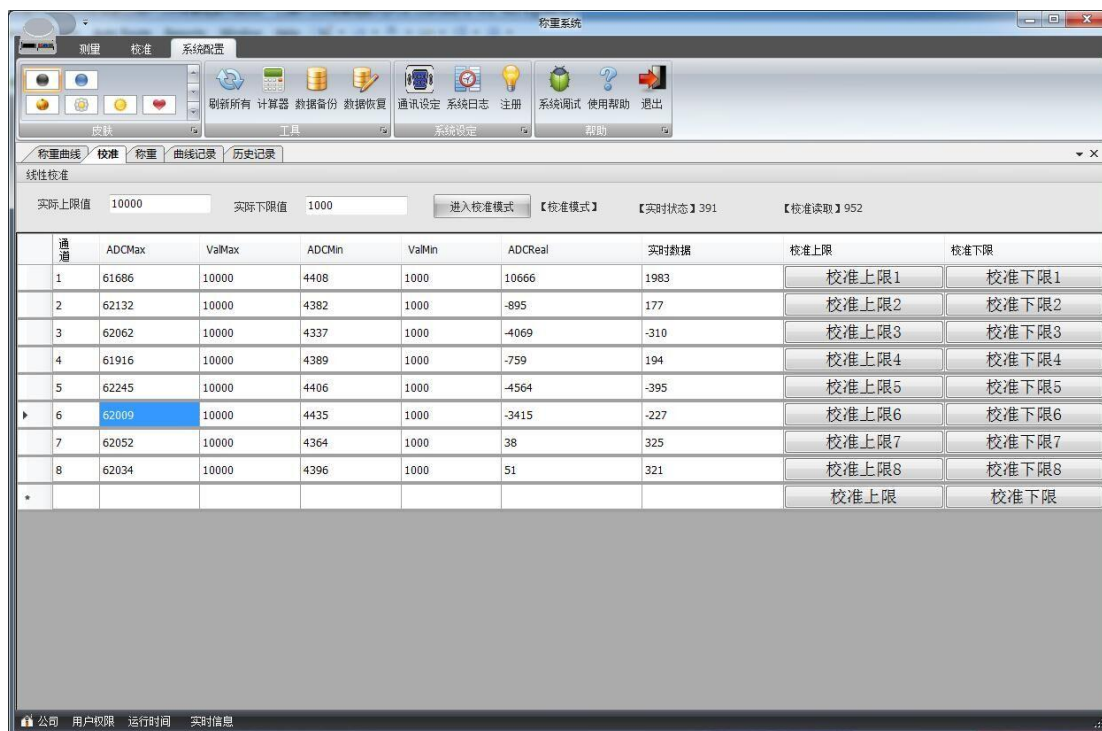 称重系统
测量 校准 系统配置
刷新所有 计算器 数据备份 数据恢复 通讯设定 系统日志 注册 系统调试 使用帮助 退出
皮肤 工具 系统设定 帮助
称重曲线 校准 称重 曲线记录 历史记录
线性校准
实际上限值 10000 实际下限值 1000 进入校准模式 【校准模式】 【实时状态】391 【校准读取】952
通道 ADCMax ValMax ADCMin ValMin ADCReal 实时数据 校准上限 校准下限
1 61686 10000 4408 1000 10666 1983 校准上限1 校准下限1
2 62132 10000 4382 1000 -895 177 校准上限2 校准下限2
3 62062 10000 4337 1000 -4069 -310 校准上限3 校准下限3
4 61916 10000 4389 1000 -759 194 校准上限4 校准下限4
5 62245 10000 4406 1000 -4564 -395 校准上限5 校准下限5
6 62009 10000 4435 1000 -3415 -227 校准上限6 校准下限6
7 62052 10000 4364 1000 38 325 校准上限7 校准下限7
8 62034 10000 4396 1000 51 321 校准上限8 校准下限8
* 校准上限 校准下限
公司 用户权限 运行时间 实时信息